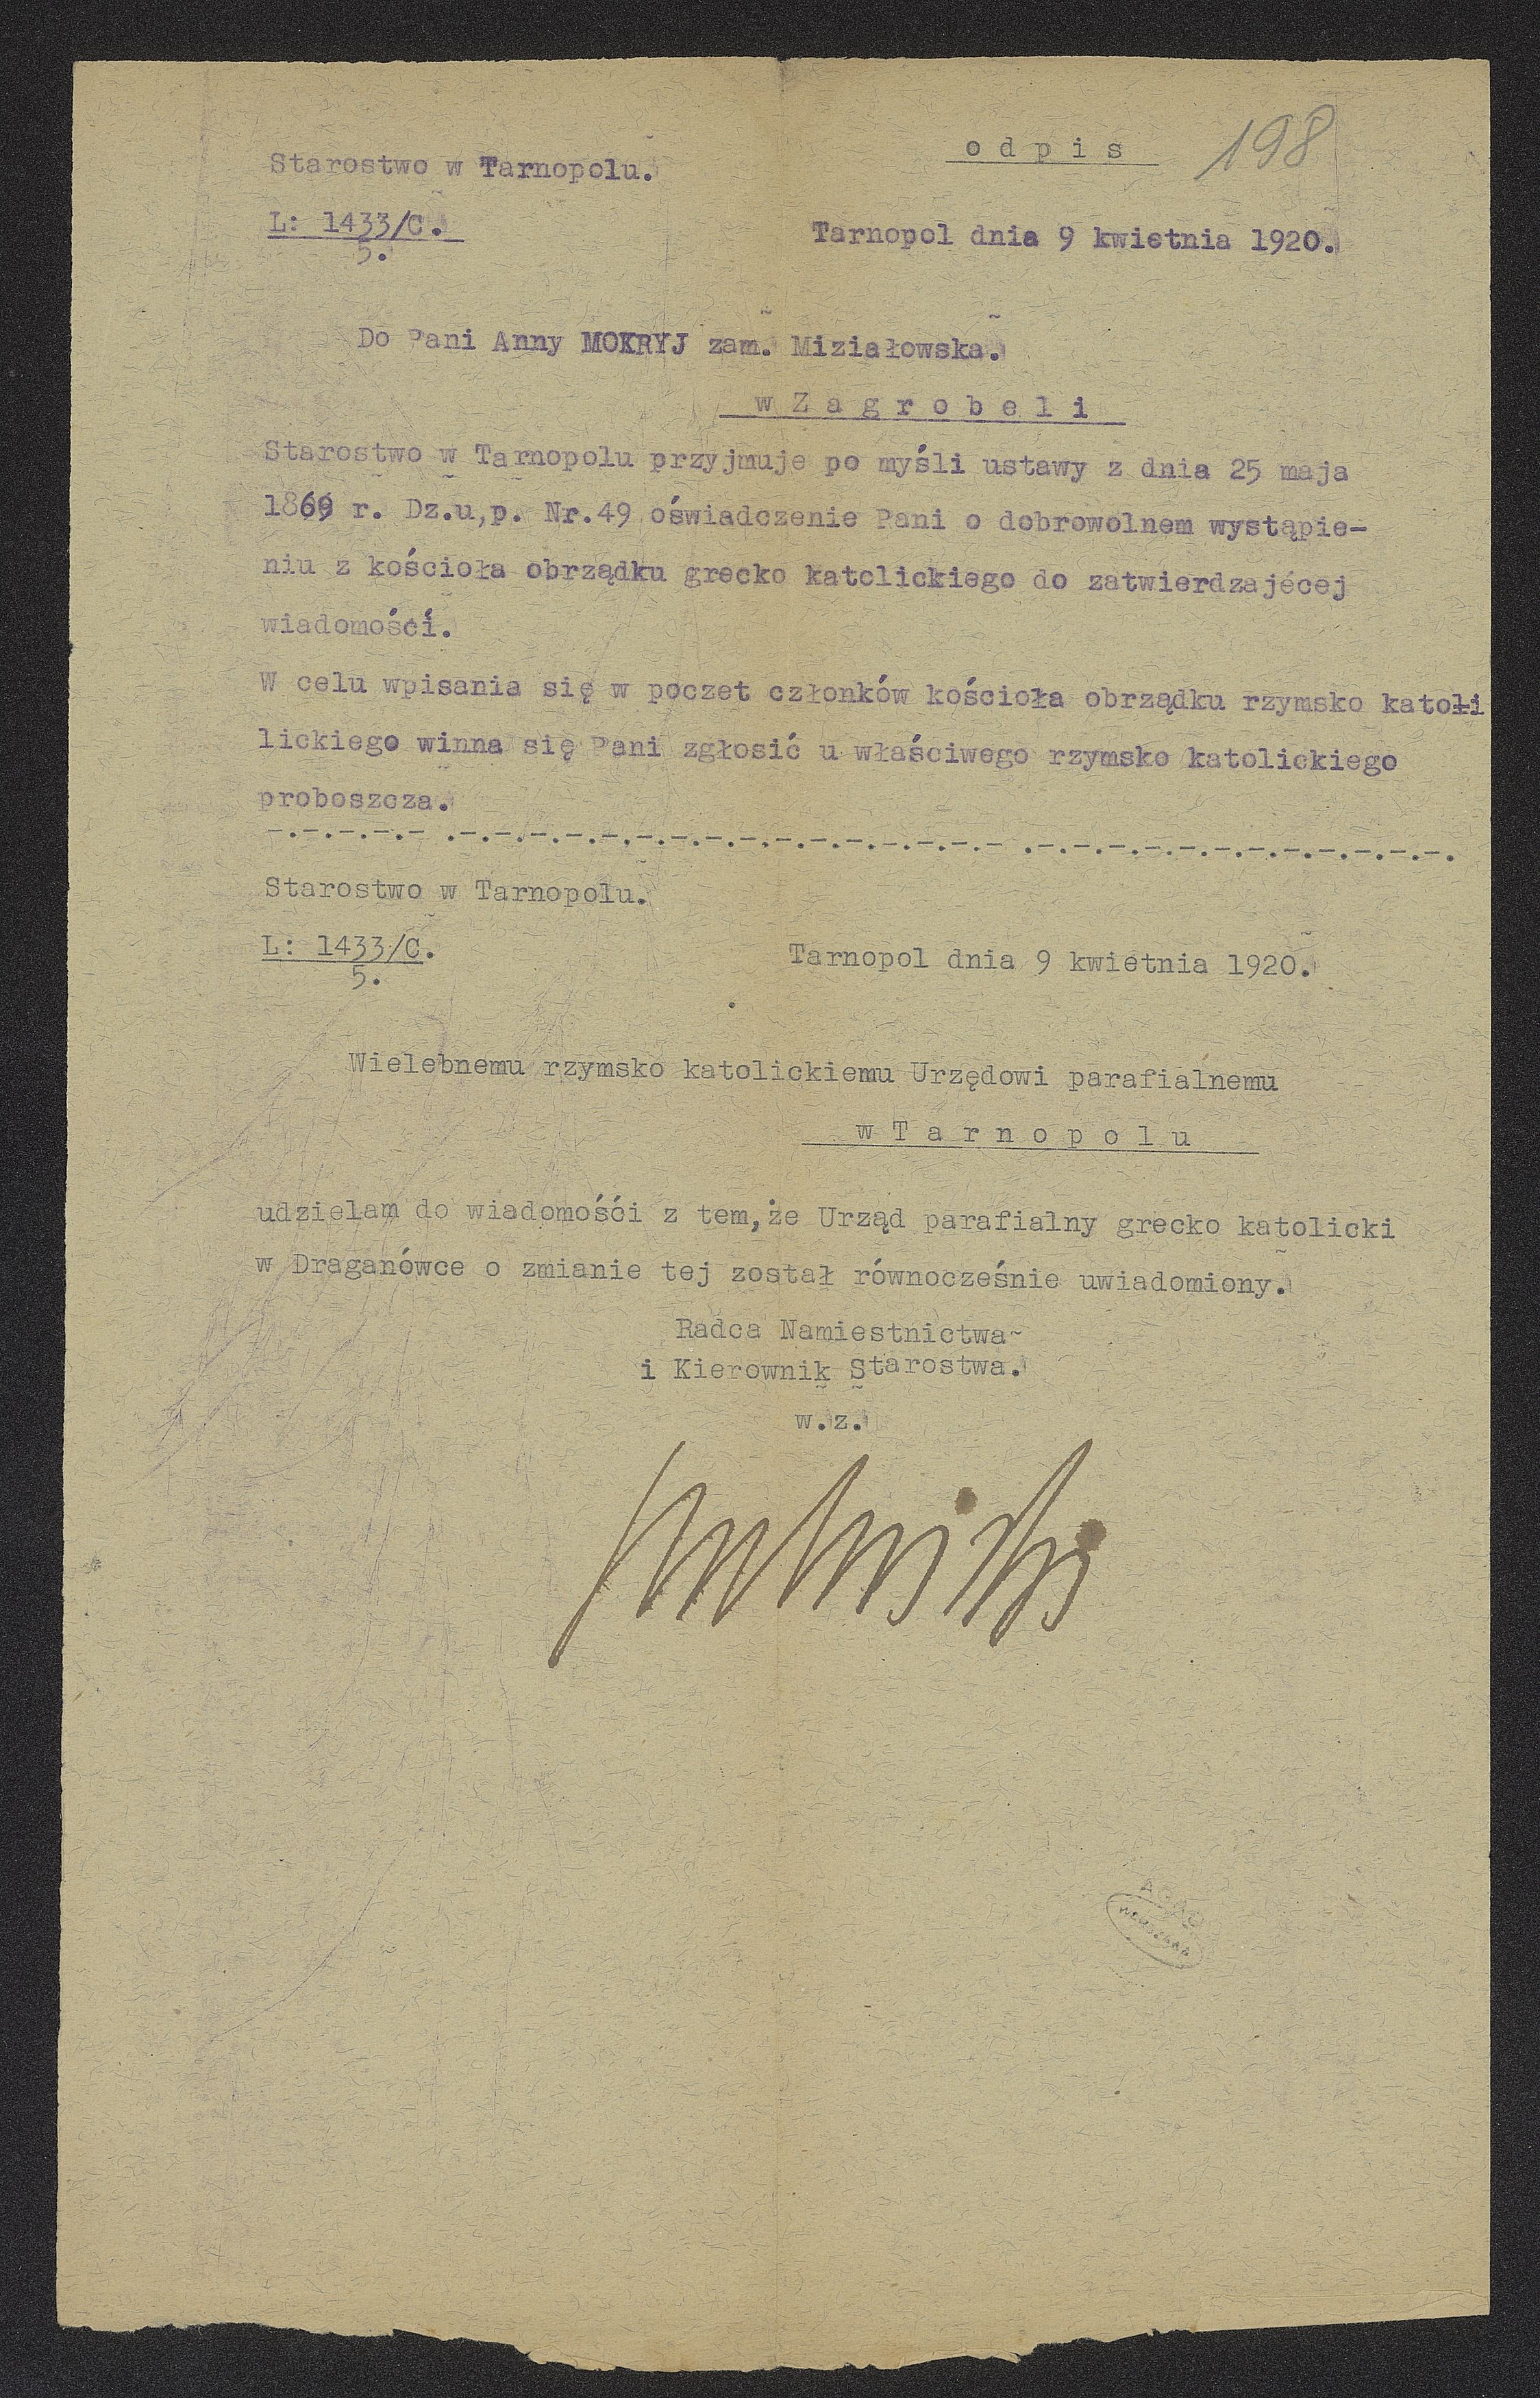 odpis 198
Starostwo w Tarnopolu.
L: 1433/C.
5.
Tarnopol dnia 9 kwietnia 1920.
Do Pani Anny MOKRYJ zam. Miziałowska.
w Zagrobeli
Starostwo w Tarnopolu przyjmuje po myśli ustawy z dnia 25 maja
1869 r. Dz.u,p. Nr.49 oświadczenie Pani o dobrowolnem wystąpie-
niu z kościoła obrządku grecko katolickiego do zatwierdzajécej
wiadomości.
W celu wpisania się w poczet członków kościoła obrządku rzymsko katoli
lickiego winna się Pani zgłosić u właściwego rzymsko katolickiego
proboszcza.
-.-.-.-.- .-.-.-.-.-.-.-.-.-.-.-.-.-.-.- .-.-.-.-.-.-.-.-.-.-.-.-.
Starostwo w Tarnopolu.
L: 1433/C.
5.
Tarnopol dnia 9 kwietnia 1920.
Wielebnemu rzymsko katolickiemu Urzędowi parafialnemu
w Tarnopolu
udzielam do wiadomośći z tem,że Urząd parafialny grecko katolicki
w Draganówce o zmianie tej został równocześnie uwiadomiony.
Radca Namiestnictwa
i Kierownik Starostwa.
w.z.
AGAD
WARSZAWA